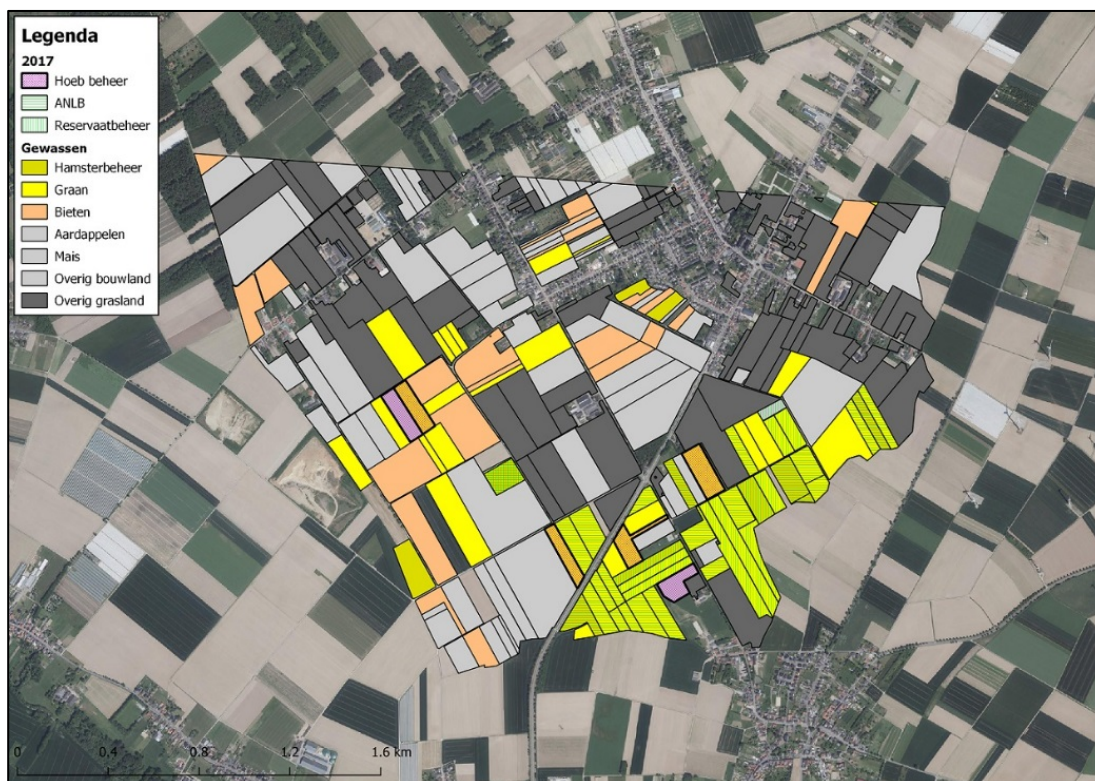 Legenda
2017
Hoeb beheer
ANLB
Reservaatbeheer
Gewassen
Hamsterbeheer
Graan
Bieten
Aardappelen
Mais
Overig bouwland
Overig grasland
0 0.4 0.8 1.2 1.6 km